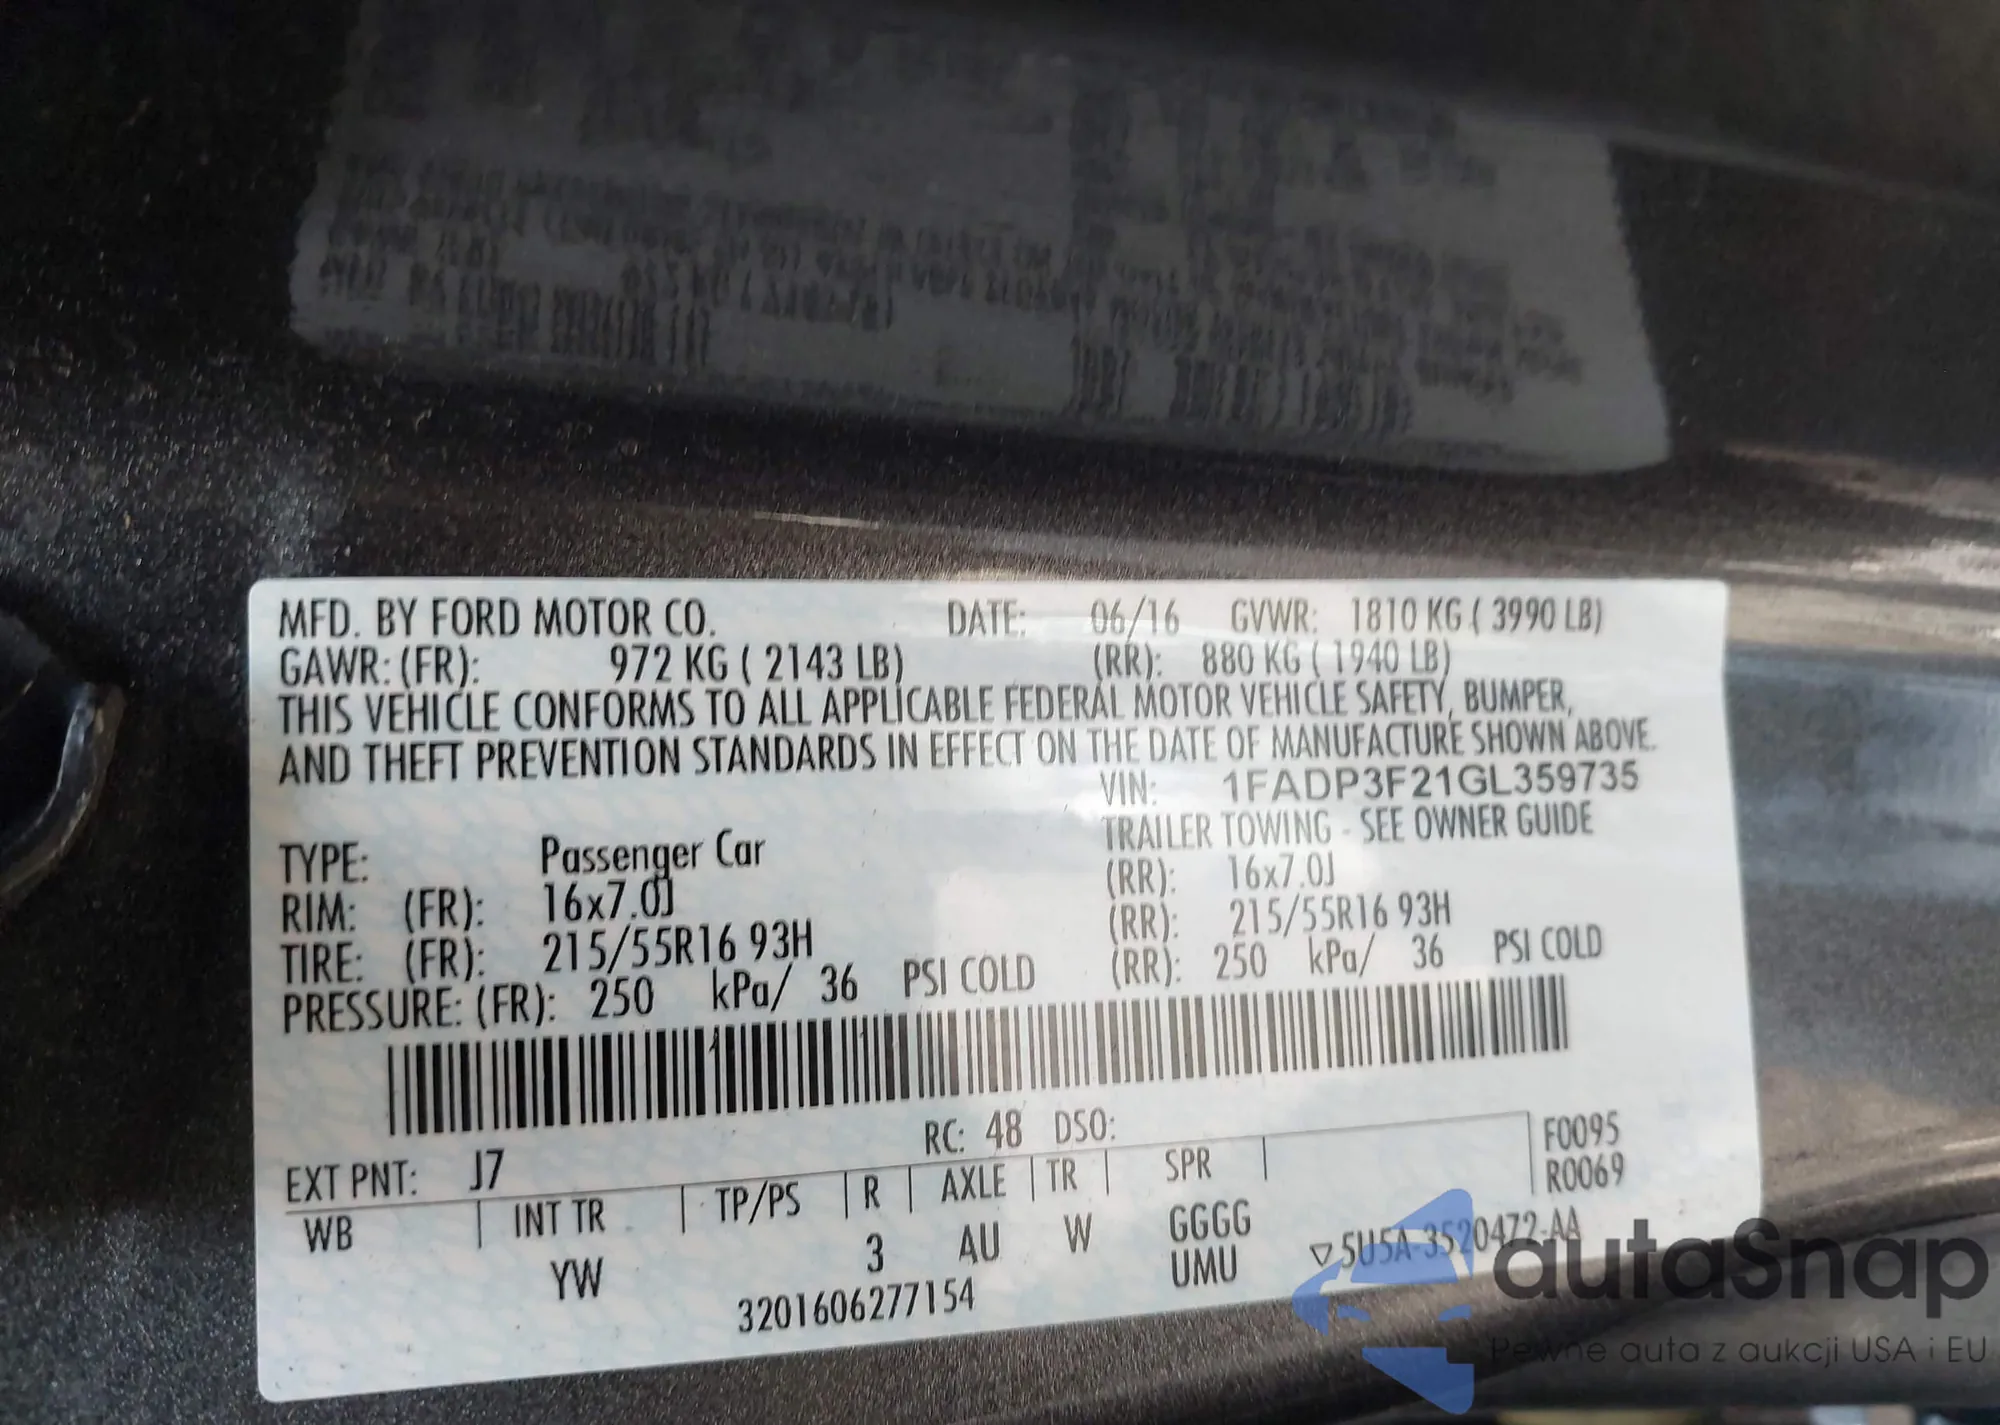 MFD. BY FORD MOTOR CO. DATE: 06/16 GVWR: 1810 KG ( 3990 LB)
GAWR: (FR): 972 KG ( 2143 LB) (RR): 880 KG ( 1940 LB)
THIS VEHICLE CONFORMS TO ALL APPLICABLE FEDERAL MOTOR VEHICLE SAFETY, BUMPER,
AND THEFT PREVENTION STANDARDS IN EFFECT ON THE DATE OF MANUFACTURE SHOWN ABOVE.
VIN: 1FADP3F21GL359735
TRAILER TOWING - SEE OWNER GUIDE
TYPE: Passenger Car
RIM: (FR): 16x7.0J (RR): 16x7.0J
TIRE: (FR): 215/55R16 93H (RR): 215/55R16 93H
PRESSURE: (FR): 250 kPa/ 36 PSI COLD (RR): 250 kPa/ 36 PSI COLD
RC: 48 DSO:
EXT PNT: J7
F0095
R0069
WB INT TR TP/PS R AXLE TR SPR
YW 3 AU W GGGG
UMU
3201606277154
▽5U5A-3520472-AA
autaSnap
Pewne auta z aukcji USA i EU